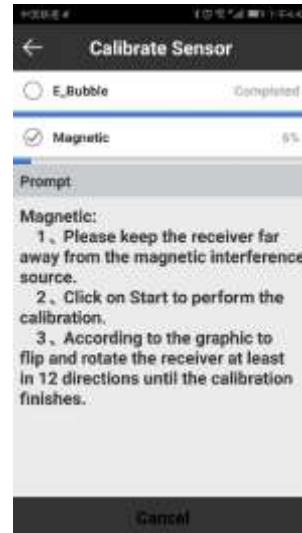 Calibrate Sensor
E_Bubble Completed
Magnetic 6%
Prompt
Magnetic:
1、Please keep the receiver far
away from the magnetic interference
source.
2、Click on Start to perform the
calibration.
3、According to the graphic to
flip and rotate the receiver at least
in 12 directions until the calibration
finishes.
Cancel